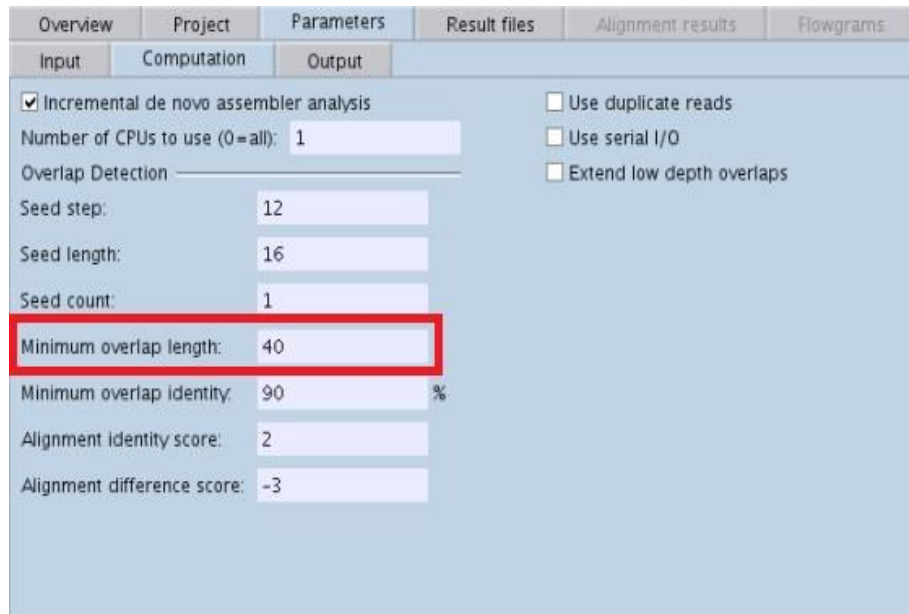 Overview Project Parameters Result files Alignment results Flowgrams
Input Computation Output
Incremental de novo assembler analysis Use duplicate reads
Number of CPUs to use (0=all): 1 Use serial I/O
Overlap Detection Extend low depth overlaps
Seed step: 12
Seed length: 16
Seed count: 1
Minimum overlap length: 40
Minimum overlap identity: 90 %
Alignment identity score: 2
Alignment difference score: -3